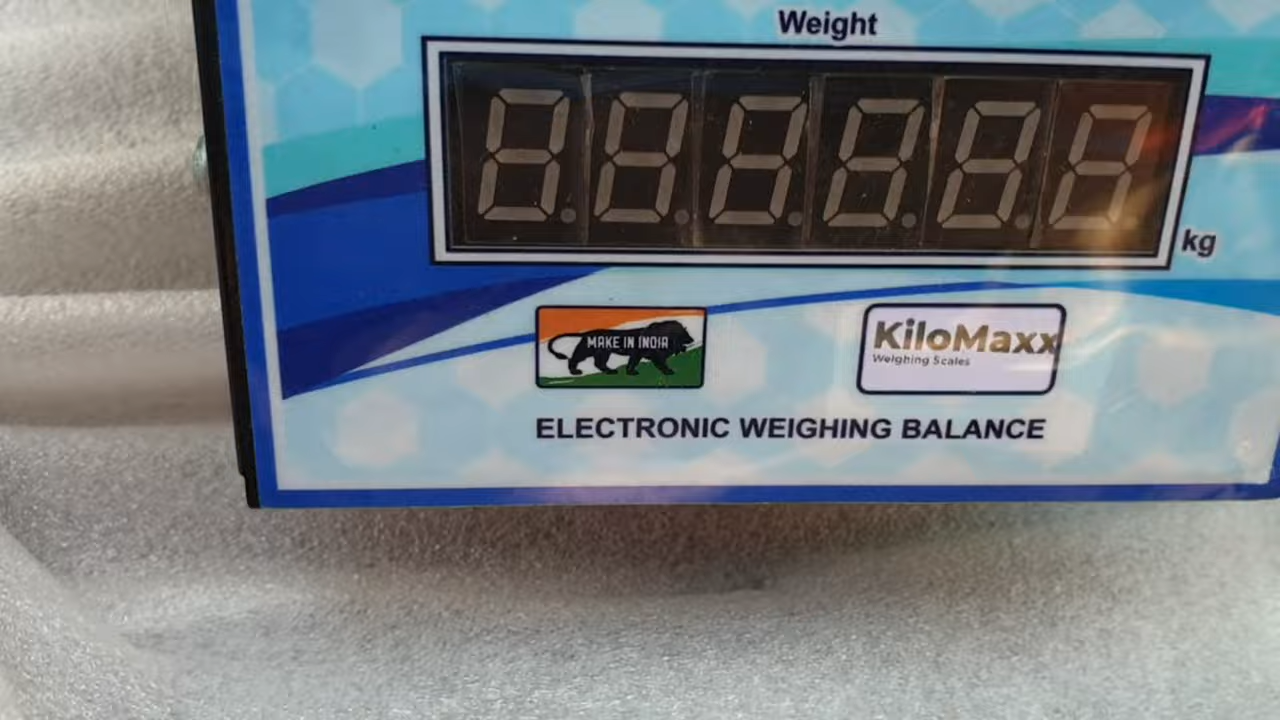 Weight
kg
MAKE IN INDIA
KiloMaxx
Weighing Scales
ELECTRONIC WEIGHING BALANCE